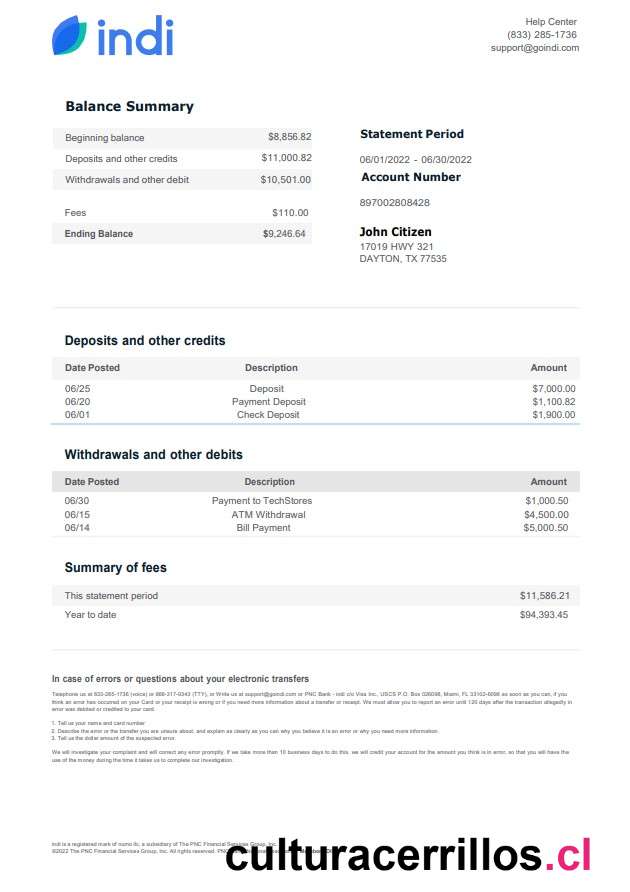 indi
Help Center
(833) 285-1736
support@goindi.com
Balance Summary
Beginning balance $8,856.82
Deposits and other credits $11,000.82
Withdrawals and other debit $10,501.00
Fees $110.00
Ending Balance $9,246.64
Statement Period
06/01/2022 - 06/30/2022
Account Number
897002808428
John Citizen
17019 HWY 321
DAYTON, TX 77535
Deposits and other credits
Date Posted Description Amount
06/25 Deposit $7,000.00
06/20 Payment Deposit $1,100.82
06/01 Check Deposit $1,900.00
Withdrawals and other debits
Date Posted Description Amount
06/30 Payment to TechStores $1,000.50
06/15 ATM Withdrawal $4,500.00
06/14 Bill Payment $5,000.50
Summary of fees
This statement period $11,586.21
Year to date $94,393.45
In case of errors or questions about your electronic transfers
Telephone us at 833-285-1736 (voice) or 866-317-0343 (TTY), or Write us at support@goindi.com or PNC Bank - indi c/o Visa Inc., USCS P.O. Box 026098, Miami, FL 33102-6098 as soon as you can, if you
think an error has occurred on your Card or your receipt is wrong or if you need more information about a transfer or receipt. We must allow you to report an error until 120 days after the transaction allegedly in
error was debited or credited to your card.
1. Tell us your name and card number
2. Describe the error or the transfer you are unsure about, and explain as clearly as you can why you believe it is an error or why you need more information.
3. Tell us the dollar amount of the suspected error.
We will investigate your complaint and will correct any error promptly. If we take more than 10 business days to do this, we will credit your account for the amount you think is in error, so that you will have the
use of the money during the time it takes us to complete our investigation.
indi is a registered mark of numo llc, a subsidiary of The PNC Financial Services Group, Inc.
©2022 The PNC Financial Services Group, Inc. All rights reserved. PNC
culturacerrillos.cl